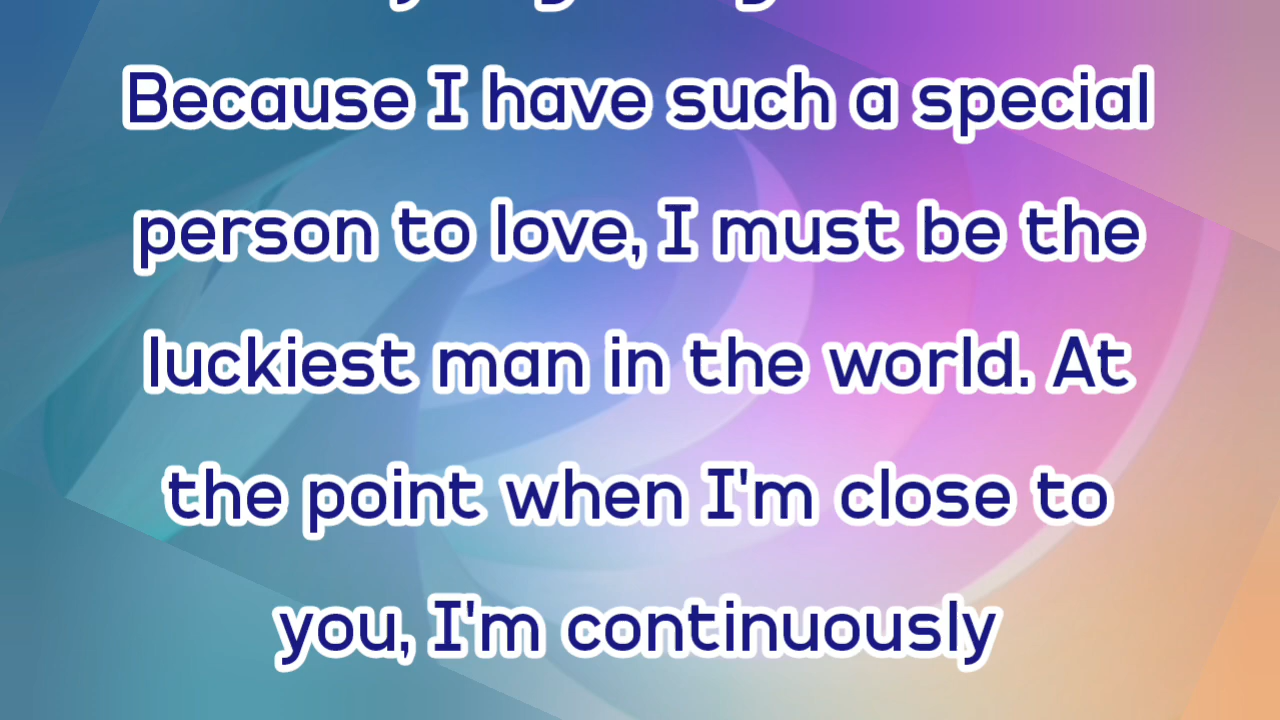 Because I have such a special
person to love, I must be the
luckiest man in the world. At
the point when I'm close to
you, I'm continuously